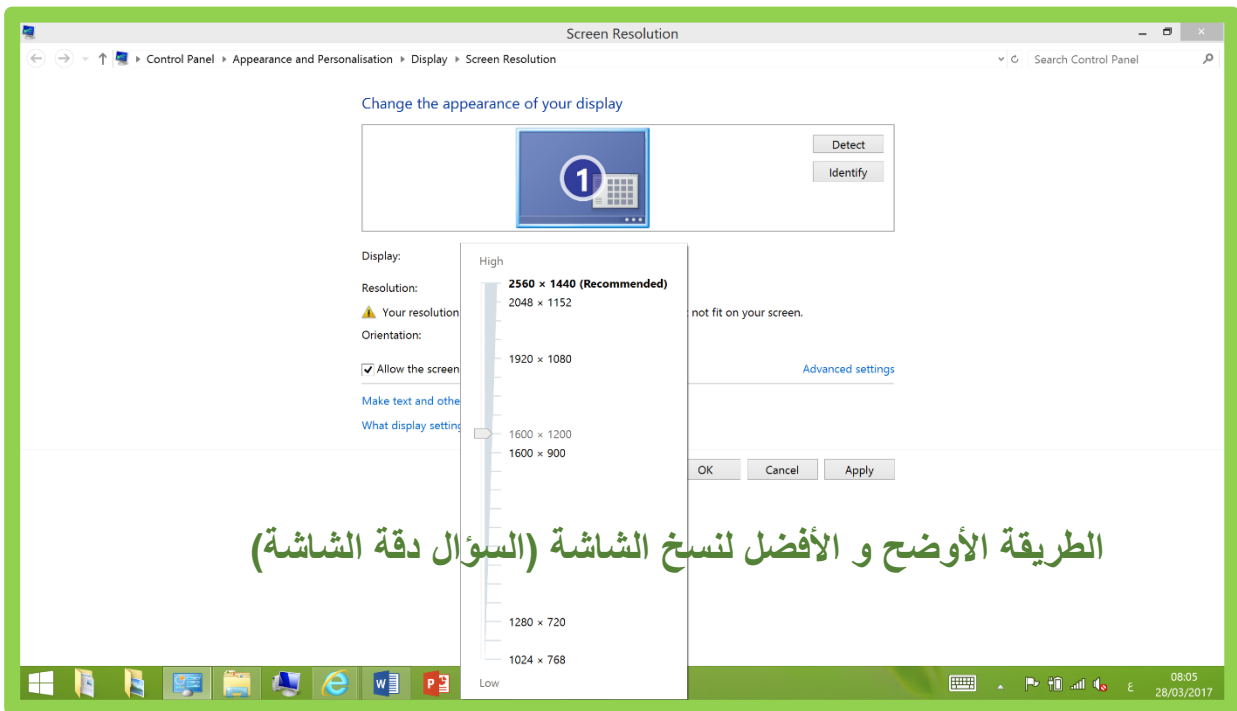 Screen Resolution
Control Panel ▸ Appearance and Personalisation ▸ Display ▸ Screen Resolution
Search Control Panel
Change the appearance of your display
1
Detect
Identify
Display:
High
Resolution:
2560 × 1440 (Recommended)
2048 × 1152
Your resolution
not fit on your screen.
Orientation:
1920 × 1080
Allow the screen
Advanced settings
Make text and othe
What display setting
1600 × 1200
1600 × 900
OK
Cancel
Apply
الطريقة الأوضح و الأفضل لنسخ الشاشة (السؤال دقة الشاشة)
1280 × 720
1024 × 768
Low
ع
08:05
28/03/2017